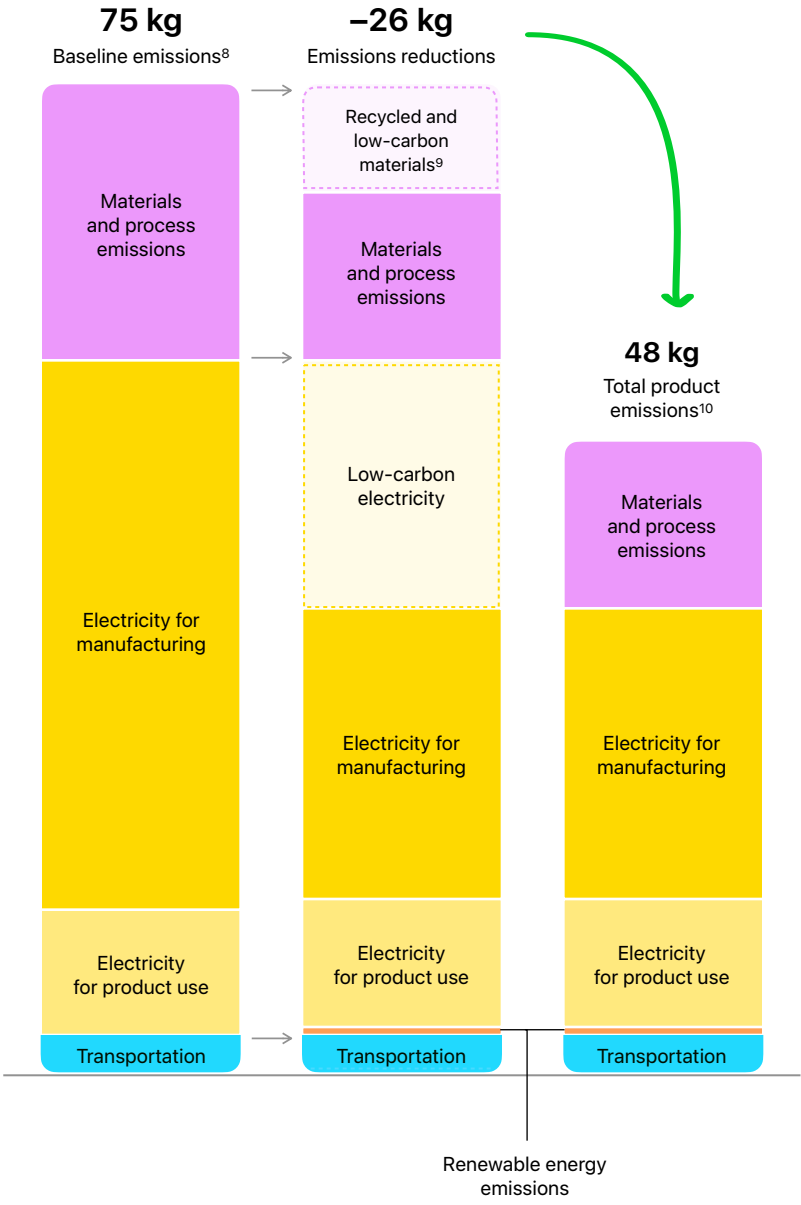 75 kg
Baseline emissions⁸
Materials
and process
emissions
Electricity for
manufacturing
Electricity
for product use
Transportation
–26 kg
Emissions reductions
Recycled and
low-carbon
materials⁹
Materials
and process
emissions
Low-carbon
electricity
Electricity for
manufacturing
Electricity
for product use
Transportation
48 kg
Total product
emissions¹⁰
Materials
and process
emissions
Electricity for
manufacturing
Electricity
for product use
Transportation
Renewable energy
emissions